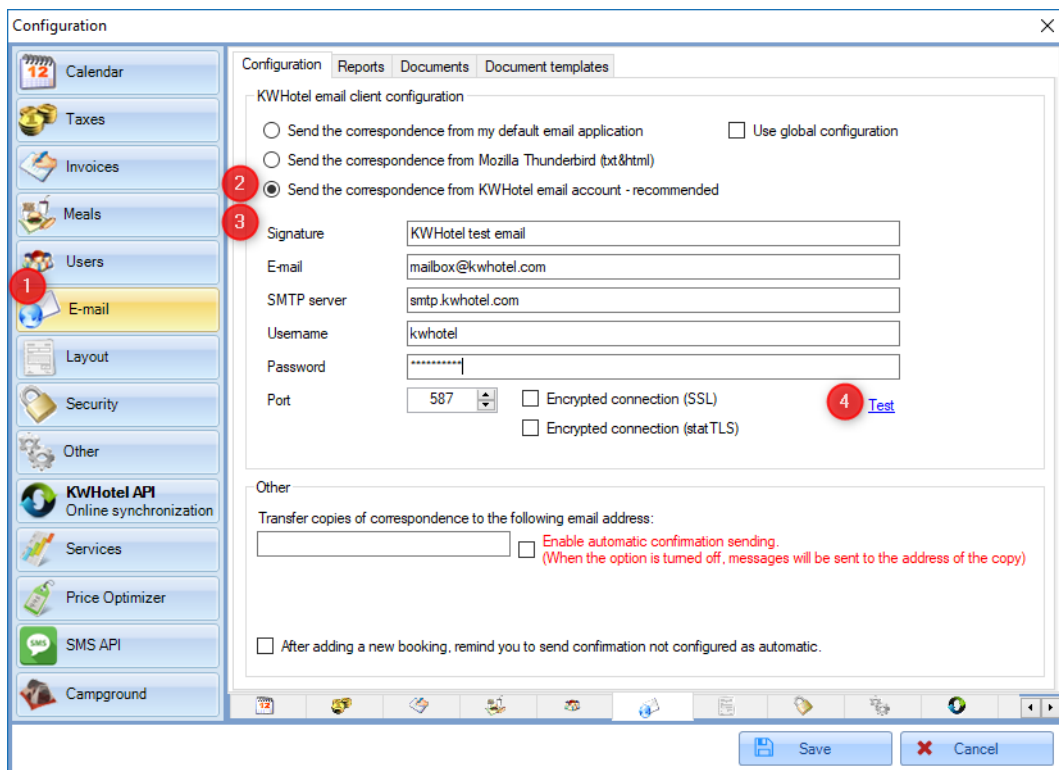 Configuration
Calendar
Taxes
Invoices
Meals
Users
1
E-mail
Layout
Security
Other
KWHotel API
Online synchronization
Services
Price Optimizer
SMS
SMS API
Campground
Configuration Reports Documents Document templates
KWHotel email client configuration
Send the correspondence from my default email application Use global configuration
Send the correspondence from Mozilla Thunderbird (txt&html)
2 Send the correspondence from KWHotel email account - recommended
3
Signature KWHotel test email
E-mail mailbox@kwhotel.com
SMTP server smtp.kwhotel.com
Username kwhotel
Password **********
Port 587 Encrypted connection (SSL) 4 Test
Encrypted connection (statTLS)
Other
Transfer copies of correspondence to the following email address:
Enable automatic confirmation sending.
(When the option is turned off, messages will be sent to the address of the copy)
After adding a new booking, remind you to send confirmation not configured as automatic.
Save Cancel